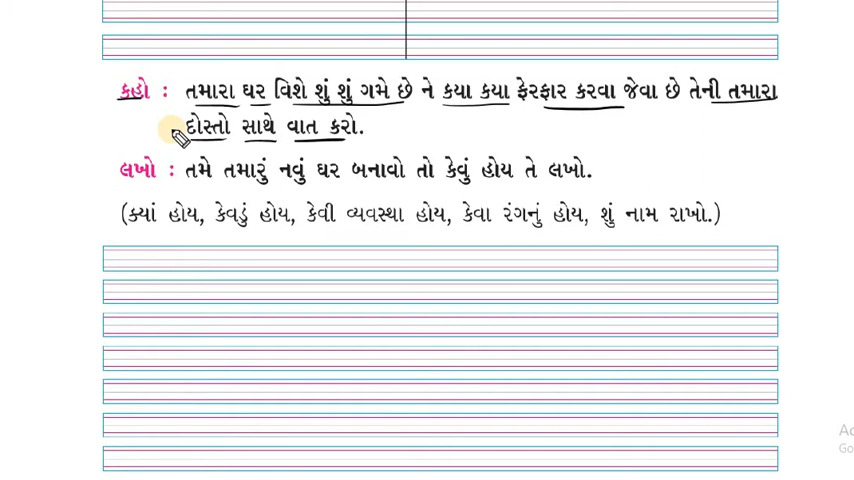 કહો : તમારા ઘર વિશે શું શું ગમે છે ને કયા કયા ફેરફાર કરવા જેવા છે તેની તમારા
દોસ્તો સાથે વાત કરો.
લખો : તમે તમારું નવું ઘર બનાવો તો કેવું હોય તે લખો.
(ક્યાં હોય, કેવડું હોય, કેવી વ્યવસ્થા હોય, કેવા રંગનું હોય, શું નામ રાખો.)